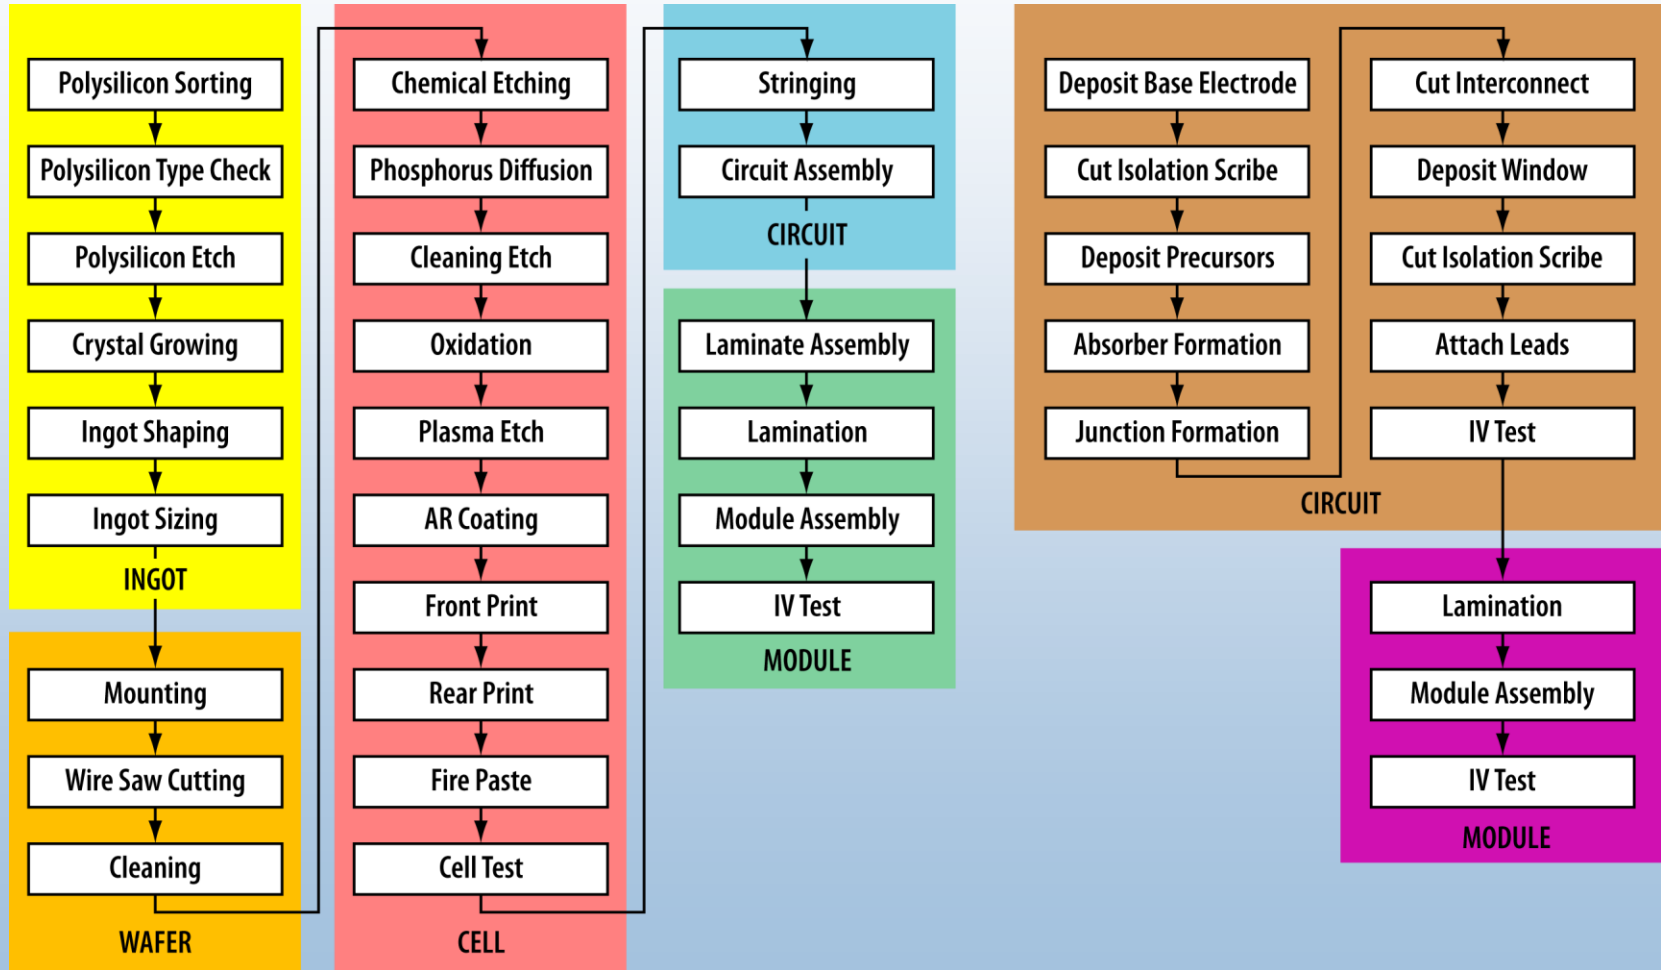 Polysilicon Sorting
Polysilicon Type Check
Polysilicon Etch
Crystal Growing
Ingot Shaping
Ingot Sizing
INGOT
Mounting
Wire Saw Cutting
Cleaning
WAFER
Chemical Etching
Phosphorus Diffusion
Cleaning Etch
Oxidation
Plasma Etch
AR Coating
Front Print
Rear Print
Fire Paste
Cell Test
CELL
Stringing
Circuit Assembly
CIRCUIT
Laminate Assembly
Lamination
Module Assembly
IV Test
MODULE
Deposit Base Electrode
Cut Isolation Scribe
Deposit Precursors
Absorber Formation
Junction Formation
Cut Interconnect
Deposit Window
Cut Isolation Scribe
Attach Leads
IV Test
CIRCUIT
Lamination
Module Assembly
IV Test
MODULE